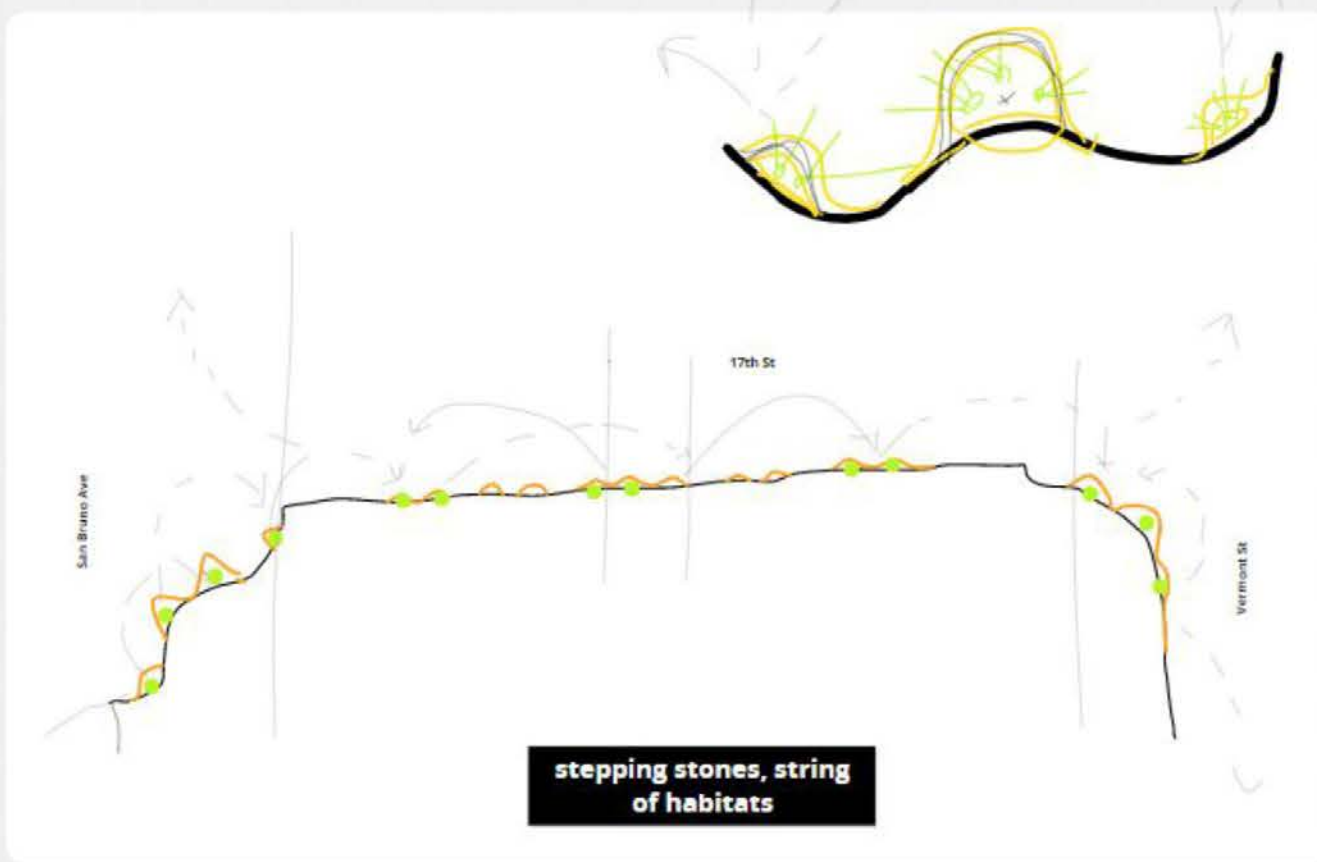 17th St
San Bruno Ave
Vermont St
stepping stones, string
of habitats